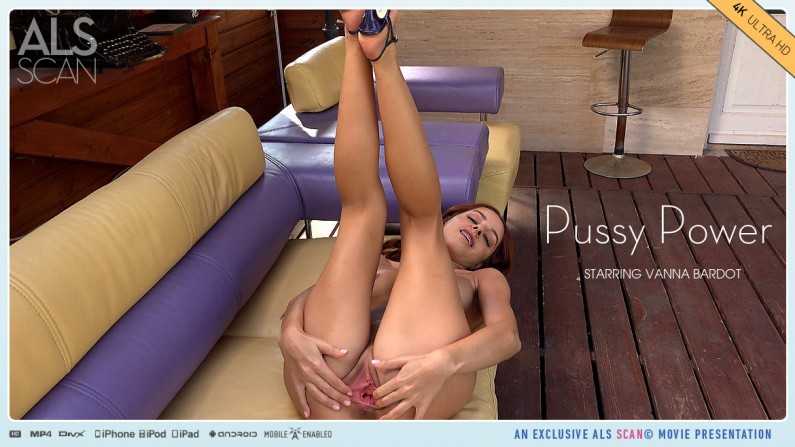 ALS
SCAN
4K ULTRA HD
Pussy Power
STARRING VANNA BARDOT
HD MP4 DivX iPhone iPod iPad ANDROID MOBILE ENABLED
AN EXCLUSIVE ALS SCAN© MOVIE PRESENTATION